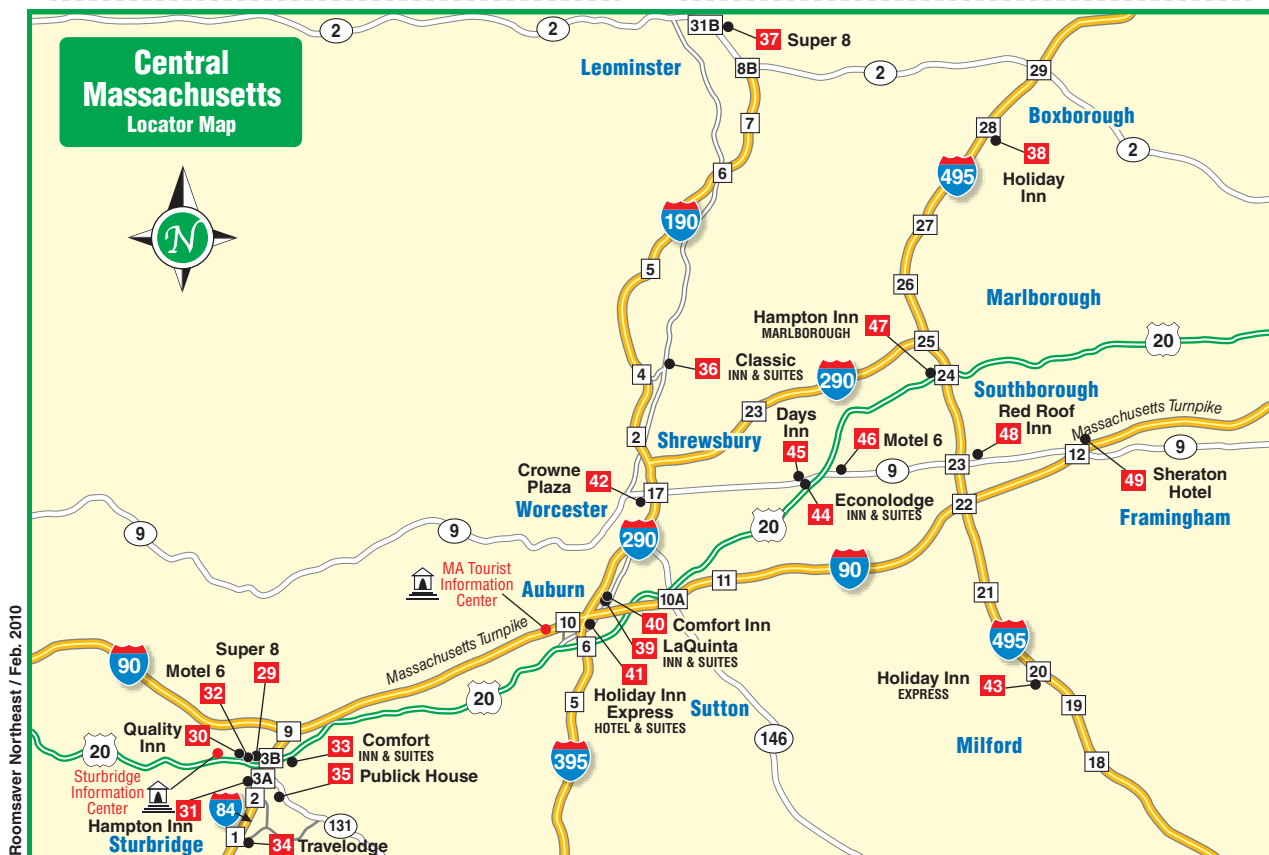 Central
Massachusetts
Locator Map
N
2
2
31B
37 Super 8
Leominster
8B
2
29
7
Boxborough
28
2
38
Holiday
Inn
495
6
190
27
5
26
Marlborough
Hampton Inn
MARLBOROUGH
47
25
20
36
Classic
INN & SUITES
4
290
24
Southborough
23
Days
Inn
Red Roof
Inn
48
Massachusetts Turnpike
2
Shrewsbury
45
46 Motel 6
9
12
9
23
Crowne
Plaza
42
17
49
Sheraton
Hotel
Worcester
44
Econolodge
INN & SUITES
22
Framingham
9
9
290
20
90
MA Tourist
Information
Center
Auburn
11
10A
21
10
40 Comfort Inn
6
39 LaQuinta
INN & SUITES
495
Massachusetts Turnpike
41
Holiday Inn
Express
HOTEL & SUITES
90
Super 8
29
Motel 6
32
20
5
Sutton
Holiday Inn
EXPRESS
43
20
19
Quality
Inn
30
9
146
Milford
20
3B
33
Comfort
INN & SUITES
18
Sturbridge
Information
Center
3A
35 Publick House
395
31
2
84
Hampton Inn
Sturbridge
1
34 Travelodge
131
Roomsaver Northeast / Feb. 2010